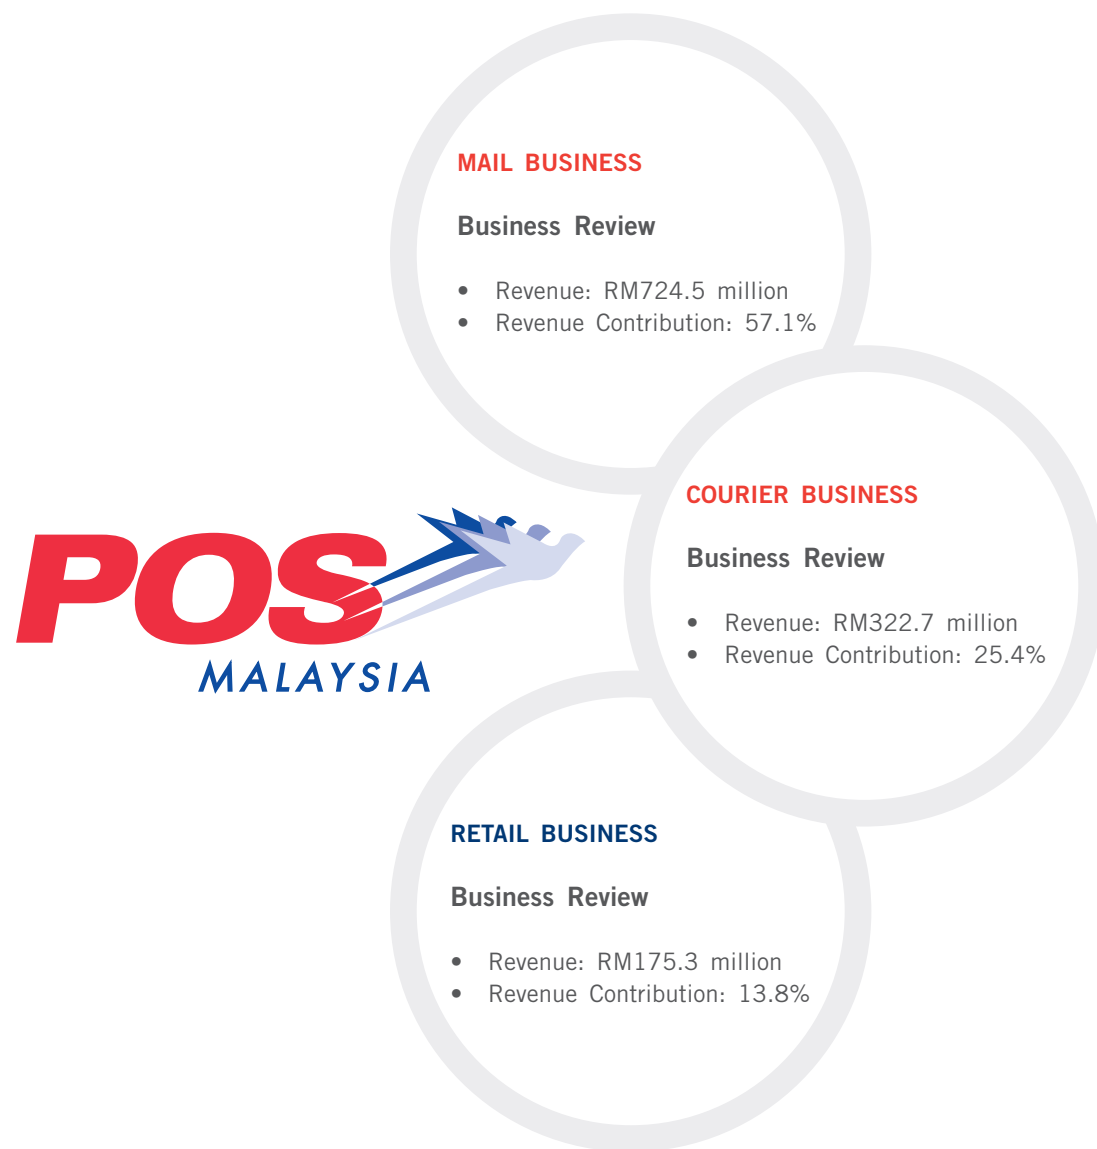 MAIL BUSINESS
Business Review
• Revenue: RM724.5 million
• Revenue Contribution: 57.1%
COURIER BUSINESS
Business Review
• Revenue: RM322.7 million
• Revenue Contribution: 25.4%
POS
MALAYSIA
RETAIL BUSINESS
Business Review
• Revenue: RM175.3 million
• Revenue Contribution: 13.8%